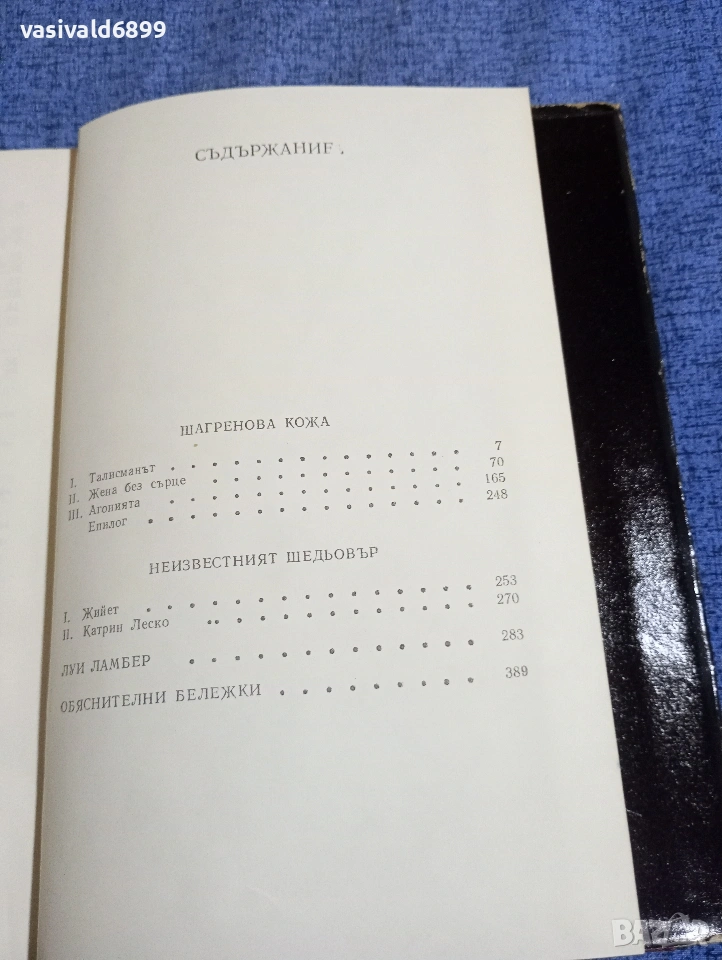 vasivald6899
СЪДЪРЖАНИЕ
ШАГРЕНОВА КОЖА
I. Талисманът . . . . . . . . . . . . . 7
II. Жена без сърце . . . . . . . . . . . 70
III. Агонията . . . . . . . . . . . . . 165
Епилог . . . . . . . . . . . . . . 248
НЕИЗВЕСТНИЯТ ШЕДЬОВЪР
I. Жийет . . . . . . . . . . . . . . 253
II. Катрин Леско . . . . . . . . . . . . 270
ЛУИ ЛАМБЕР . . . . . . . . . . . . . 283
ОБЯСНИТЕЛНИ БЕЛЕЖКИ . . . . . . . . . 389